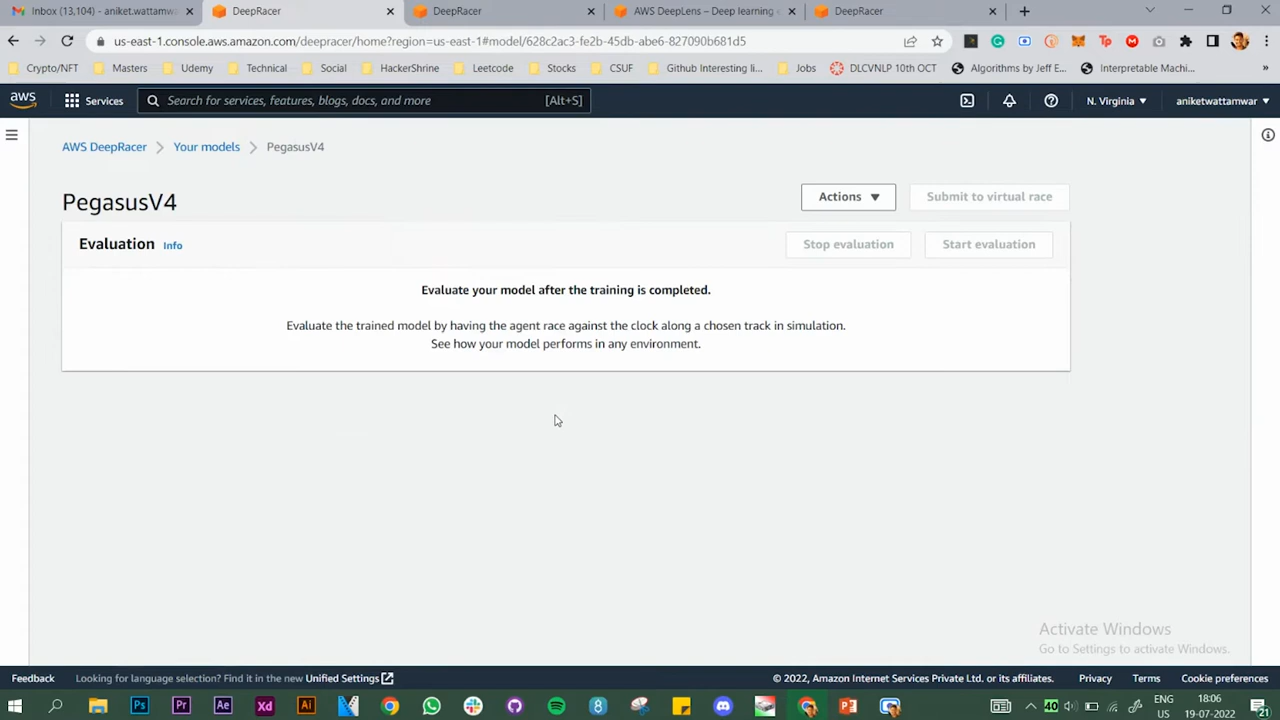 Inbox (13,104) - aniket.wattamwa
DeepRacer
DeepRacer
AWS DeepLens – Deep learning c
DeepRacer
us-east-1.console.aws.amazon.com/deepracer/home?region=us-east-1#model/628c2ac3-fe2b-45db-abe6-827090b681d5
Crypto/NFT
Masters
Udemy
Technical
Social
HackerShrine
Leetcode
Stocks
CSUF
Github Interesting li...
Jobs
DLCVNLP 10th OCT
Algorithms by Jeff E...
Interpretable Machi...
»
aws
Services
Search for services, features, blogs, docs, and more
[Alt+S]
N. Virginia
aniketwattamwar
AWS DeepRacer
Your models
PegasusV4
PegasusV4
Actions
Submit to virtual race
Evaluation
Info
Stop evaluation
Start evaluation
Evaluate your model after the training is completed.
Evaluate the trained model by having the agent race against the clock along a chosen track in simulation.
See how your model performs in any environment.
Activate Windows
Go to Settings to activate Windows.
Feedback
Looking for language selection? Find it in the new Unified Settings
© 2022, Amazon Internet Services Private Ltd. or its affiliates.
Privacy
Terms
Cookie preferences
Ps
Pr
Ae
Xd
Ai
40
ENG
US
18:06
19-07-2022
21